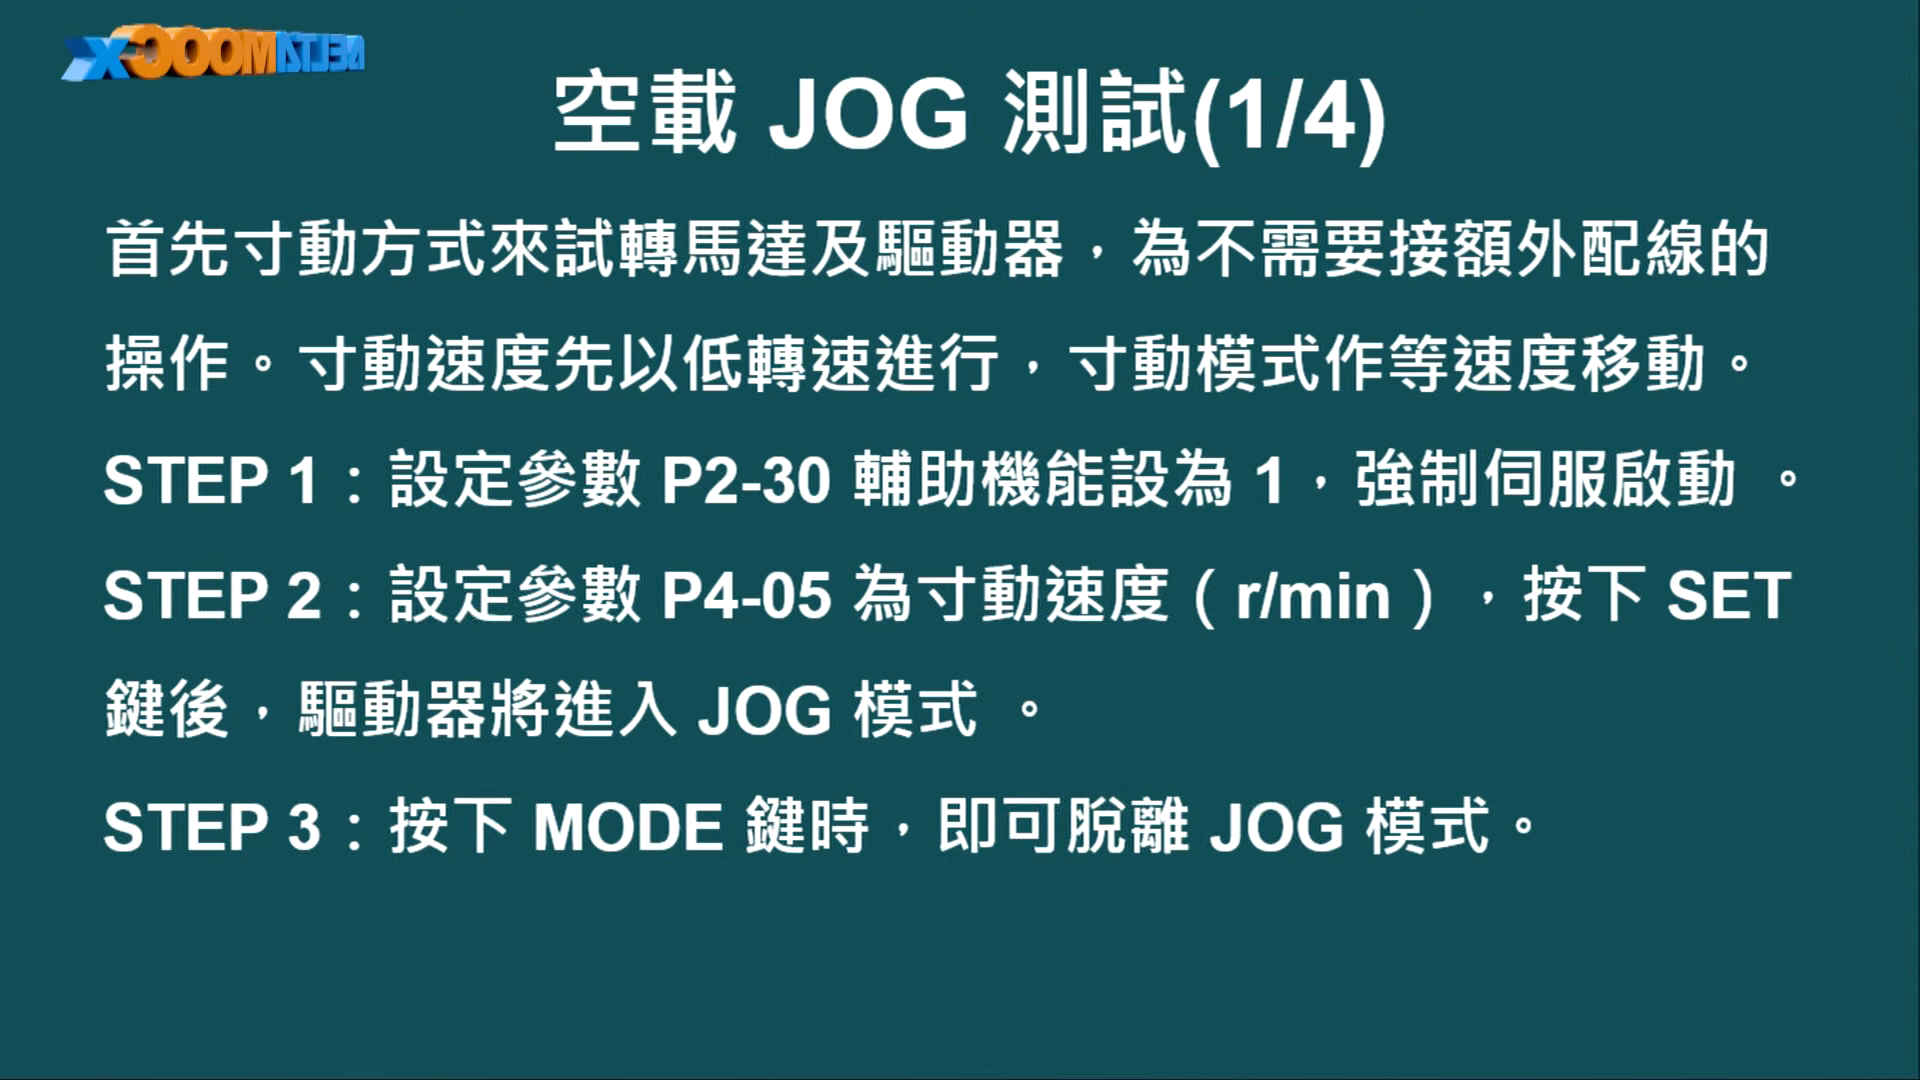 DELTAMOOCx
空載 JOG 測試(1/4)
首先寸動方式來試轉馬達及驅動器，為不需要接額外配線的
操作。寸動速度先以低轉速進行，寸動模式作等速度移動。
STEP 1：設定參數 P2-30 輔助機能設為 1，強制伺服啟動 。
STEP 2：設定參數 P4-05 為寸動速度（r/min），按下 SET
鍵後，驅動器將進入 JOG 模式 。
STEP 3：按下 MODE 鍵時，即可脫離 JOG 模式。